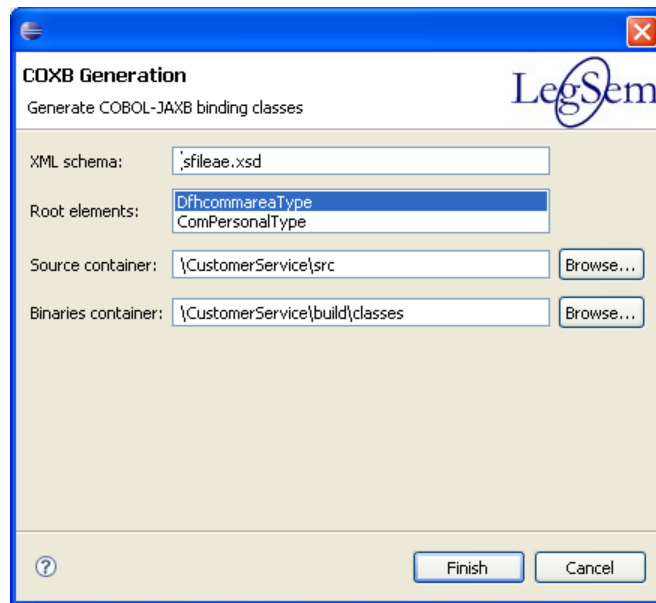 COXB Generation
LegSem
Generate COBOL-JAXB binding classes
XML schema: sfileae.xsd
Root elements: DfhcommareaType
ComPersonalType
Source container: \CustomerService\src Browse...
Binaries container: \CustomerService\build\classes Browse...
? Finish Cancel